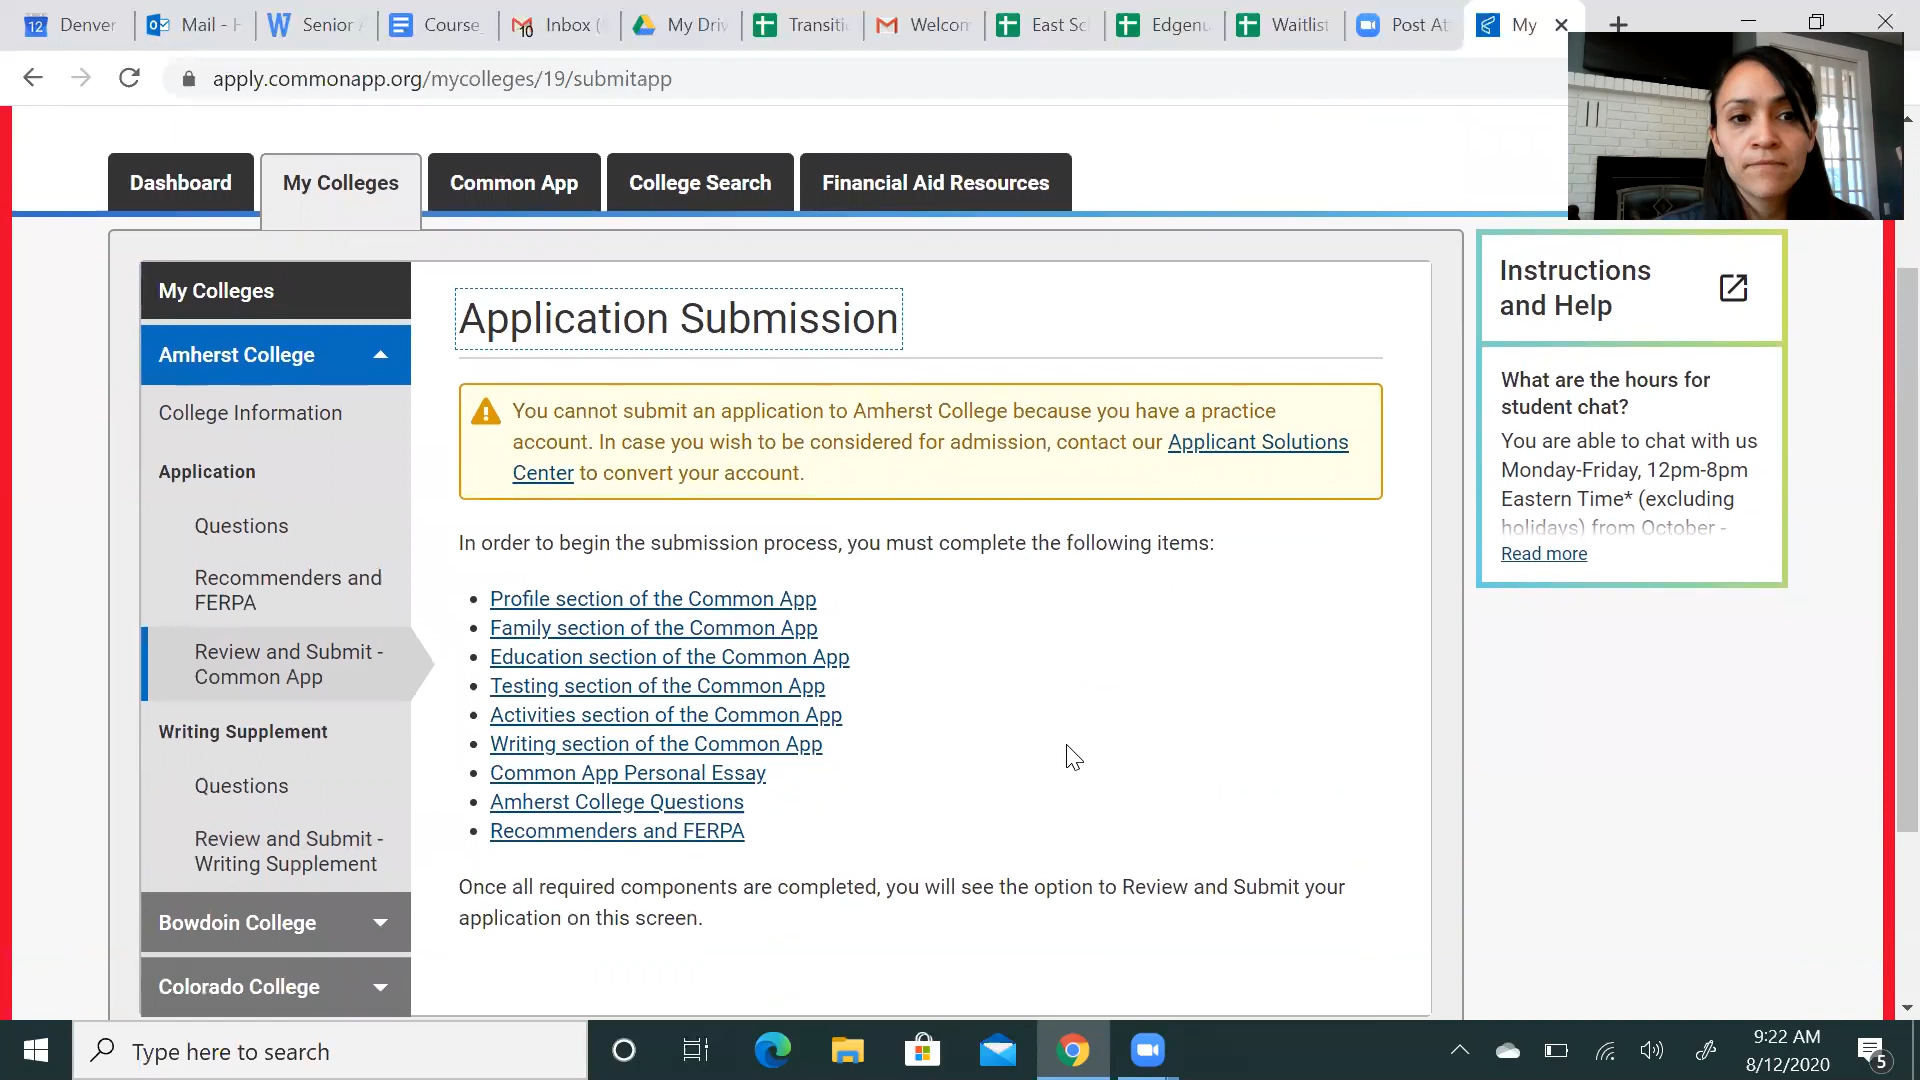 12 Denver
Mail - H
Senior A
Course
10 Inbox (
My Driv
Transiti
Welcom
East Sc
Edgenu
Waitlist
Post At
My
apply.commonapp.org/mycolleges/19/submitapp
Dashboard
My Colleges
Common App
College Search
Financial Aid Resources
My Colleges
Amherst College
College Information
Application
Questions
Recommenders and
FERPA
Review and Submit -
Common App
Writing Supplement
Questions
Review and Submit -
Writing Supplement
Bowdoin College
Colorado College
Application Submission
You cannot submit an application to Amherst College because you have a practice
account. In case you wish to be considered for admission, contact our Applicant Solutions
Center to convert your account.
In order to begin the submission process, you must complete the following items:
• Profile section of the Common App
• Family section of the Common App
• Education section of the Common App
• Testing section of the Common App
• Activities section of the Common App
• Writing section of the Common App
• Common App Personal Essay
• Amherst College Questions
• Recommenders and FERPA
Once all required components are completed, you will see the option to Review and Submit your
application on this screen.
Instructions
and Help
What are the hours for
student chat?
You are able to chat with us
Monday-Friday, 12pm-8pm
Eastern Time* (excluding
holidays) from October -
Read more
Type here to search
9:22 AM
8/12/2020
5